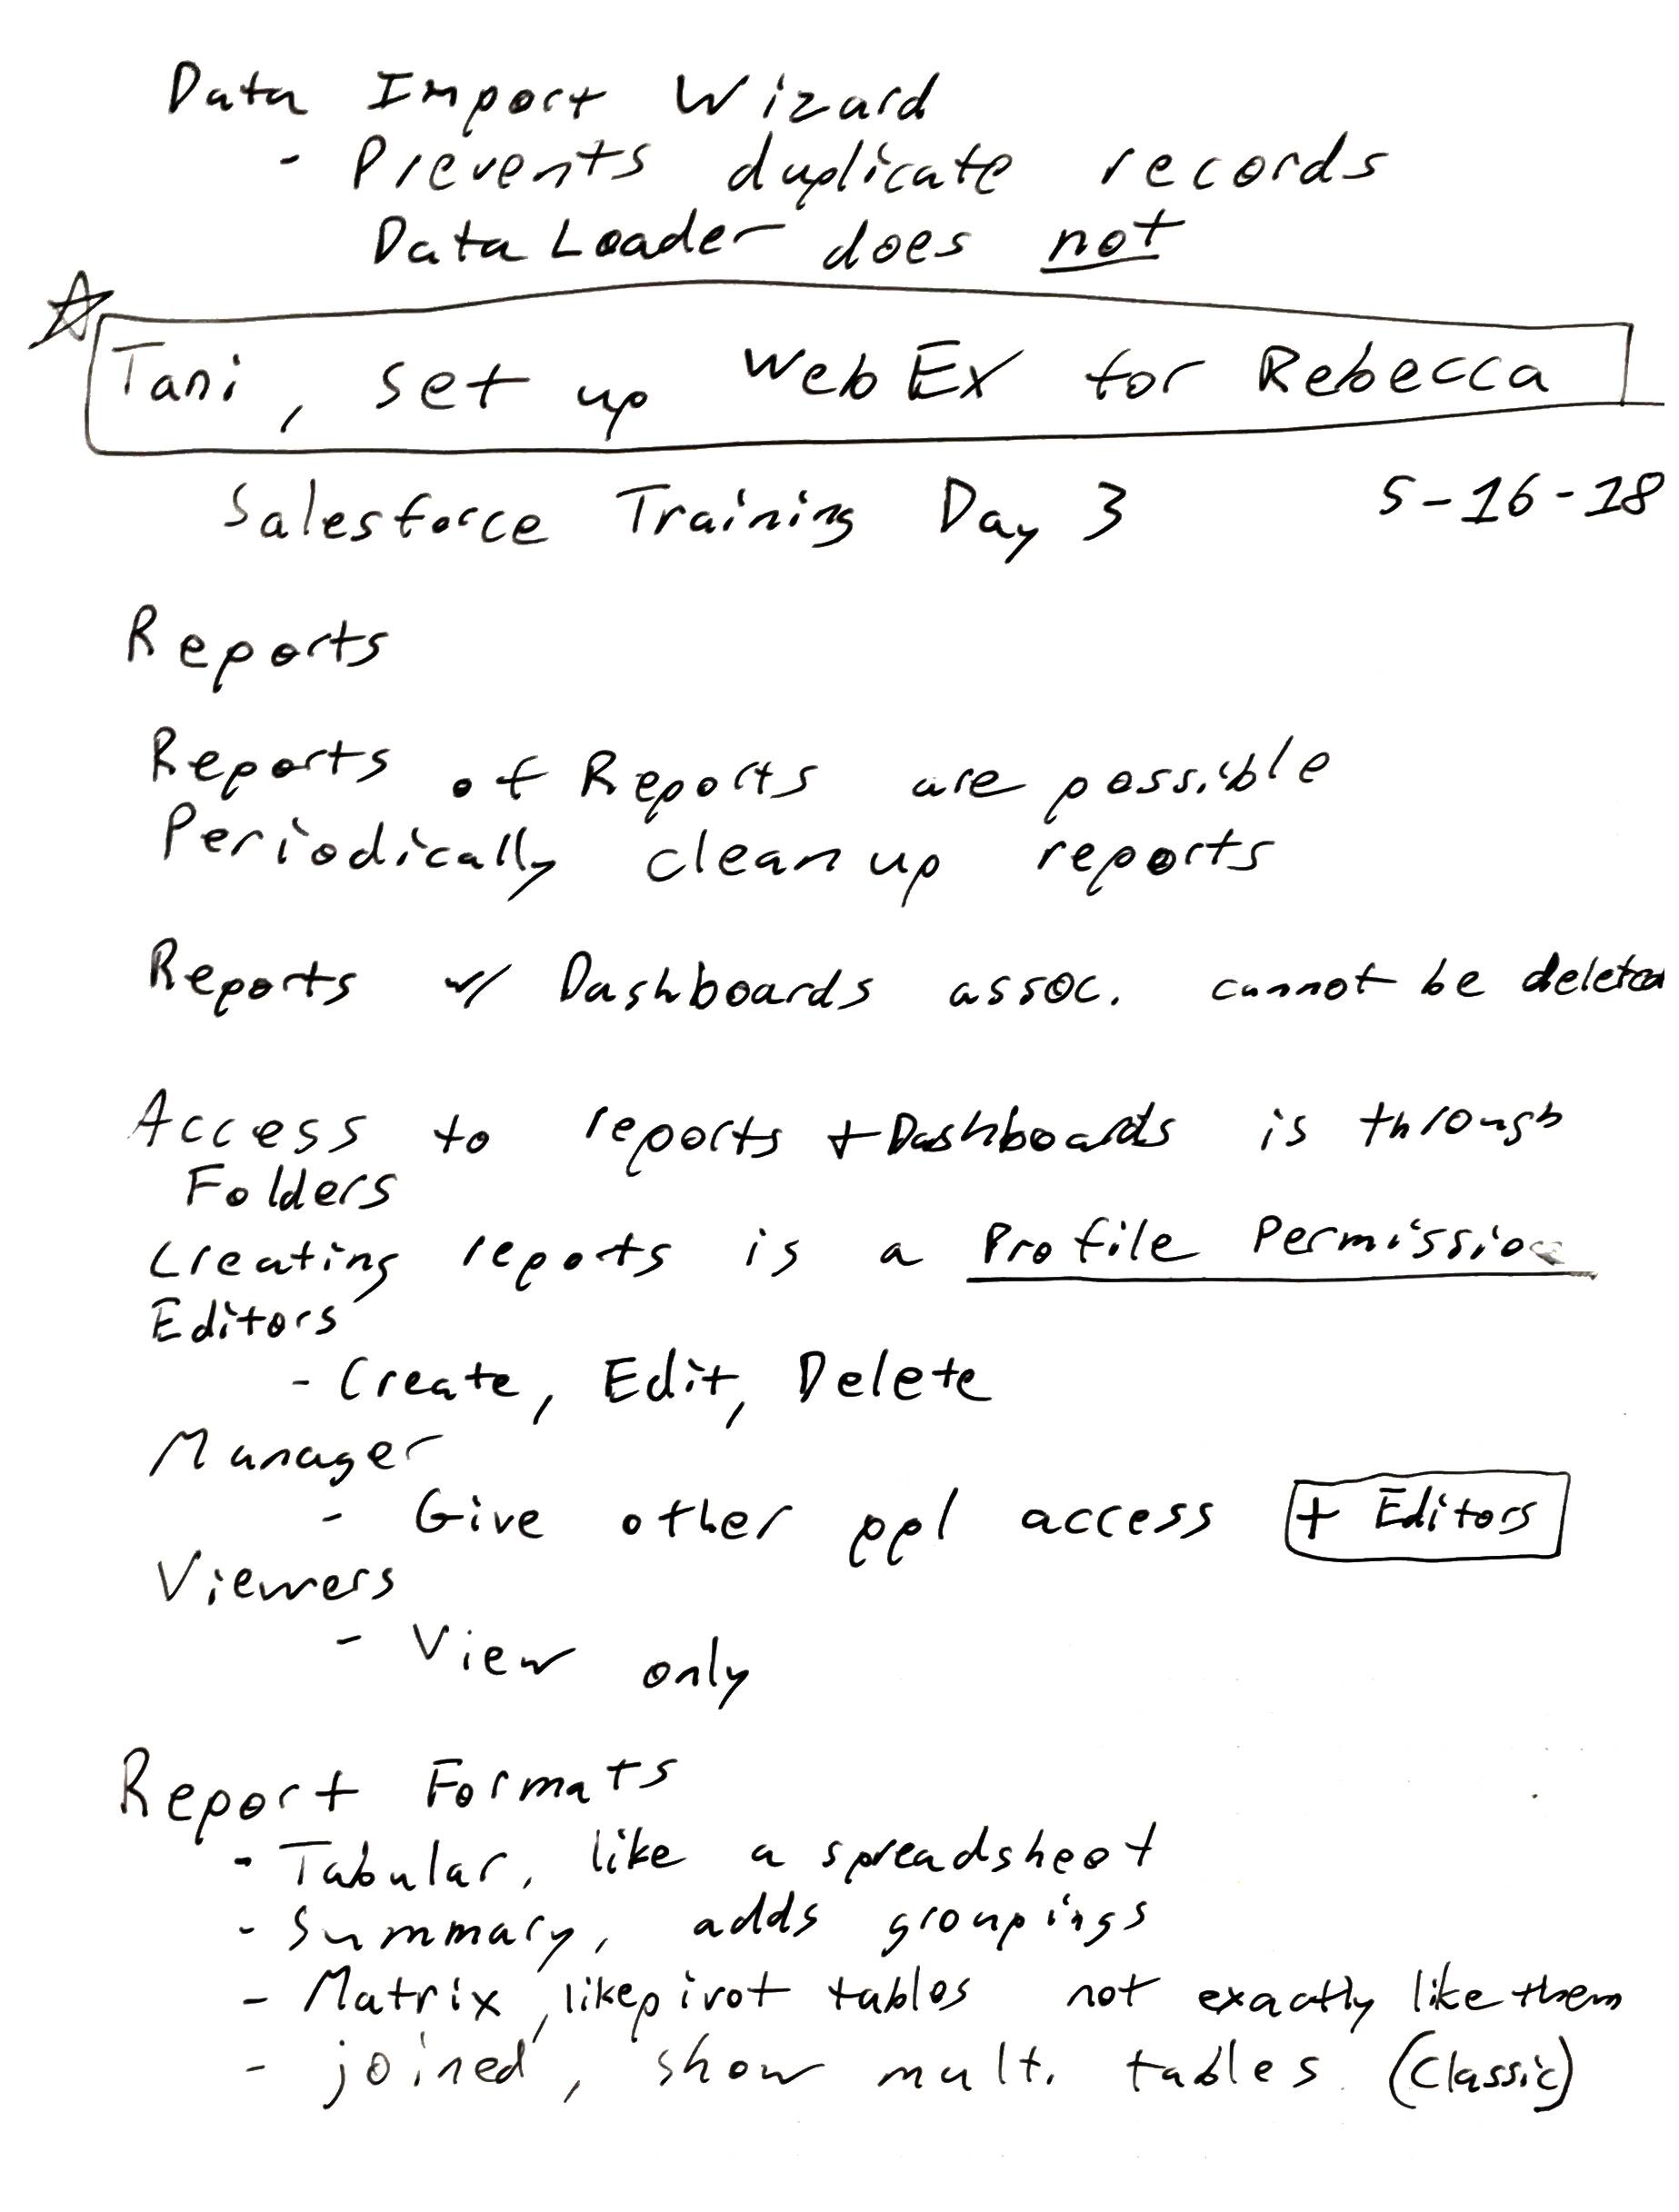 Data Import Wizard
- Prevents duplicate records
Data Loader does not
Tani, set up WebEx for Rebecca
Salesforce Training Day 3 5-16-18
Reports
Reports of Reports are possible
Periodically clean up reports
Reports w/ Dashboards assoc. cannot be deleted
Access to reports + Dashboards is through
Folders
Creating reports is a Profile Permission
Editors
- Create, Edit, Delete
Manager
- Give other ppl access + Editors
Viewers
- View only
Report Formats
- Tabular, like a spreadsheet
- Summary, adds groupings
- Matrix, like pivot tables not exactly like them
- joined, show mult. tables (Classic)